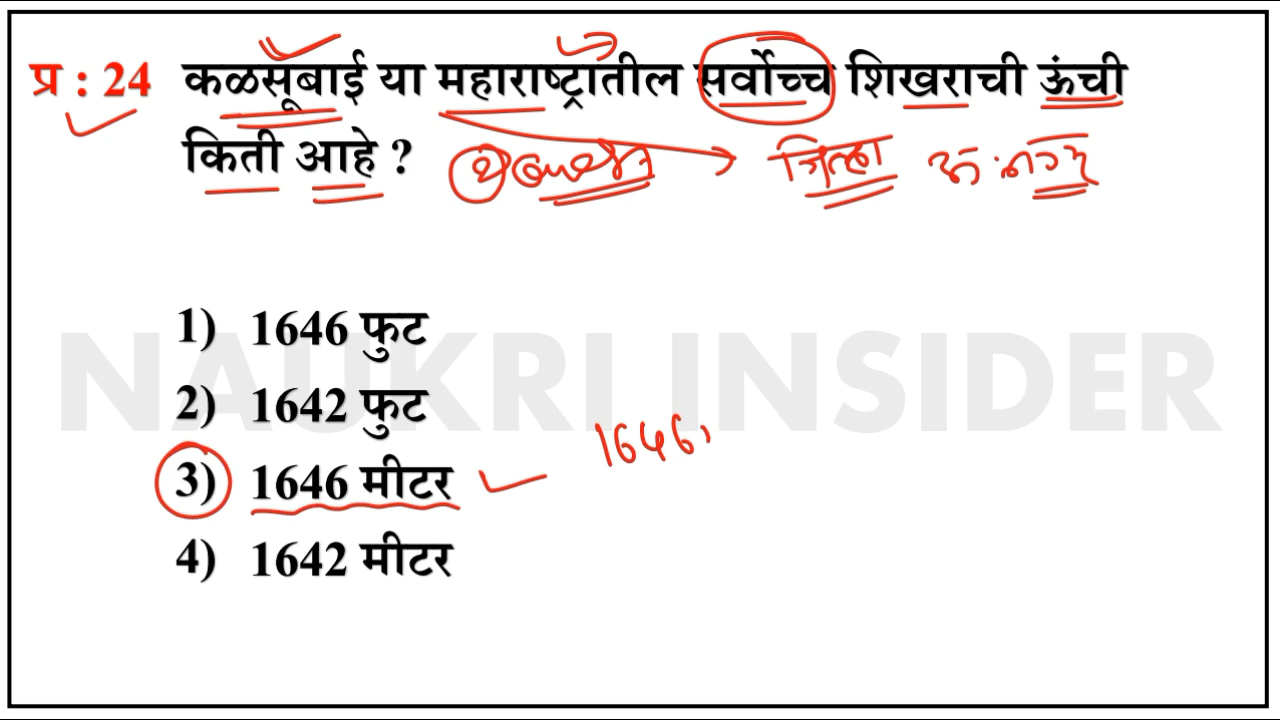 प्र : 24 कळसूबाई या महाराष्ट्रातील सर्वोच्च शिखराची ऊंची
किती आहे ?
जिल्हा
1) 1646 फुट
2) 1642 फुट
NAUKRI INSIDER
1646
3) 1646 मीटर
4) 1642 मीटर